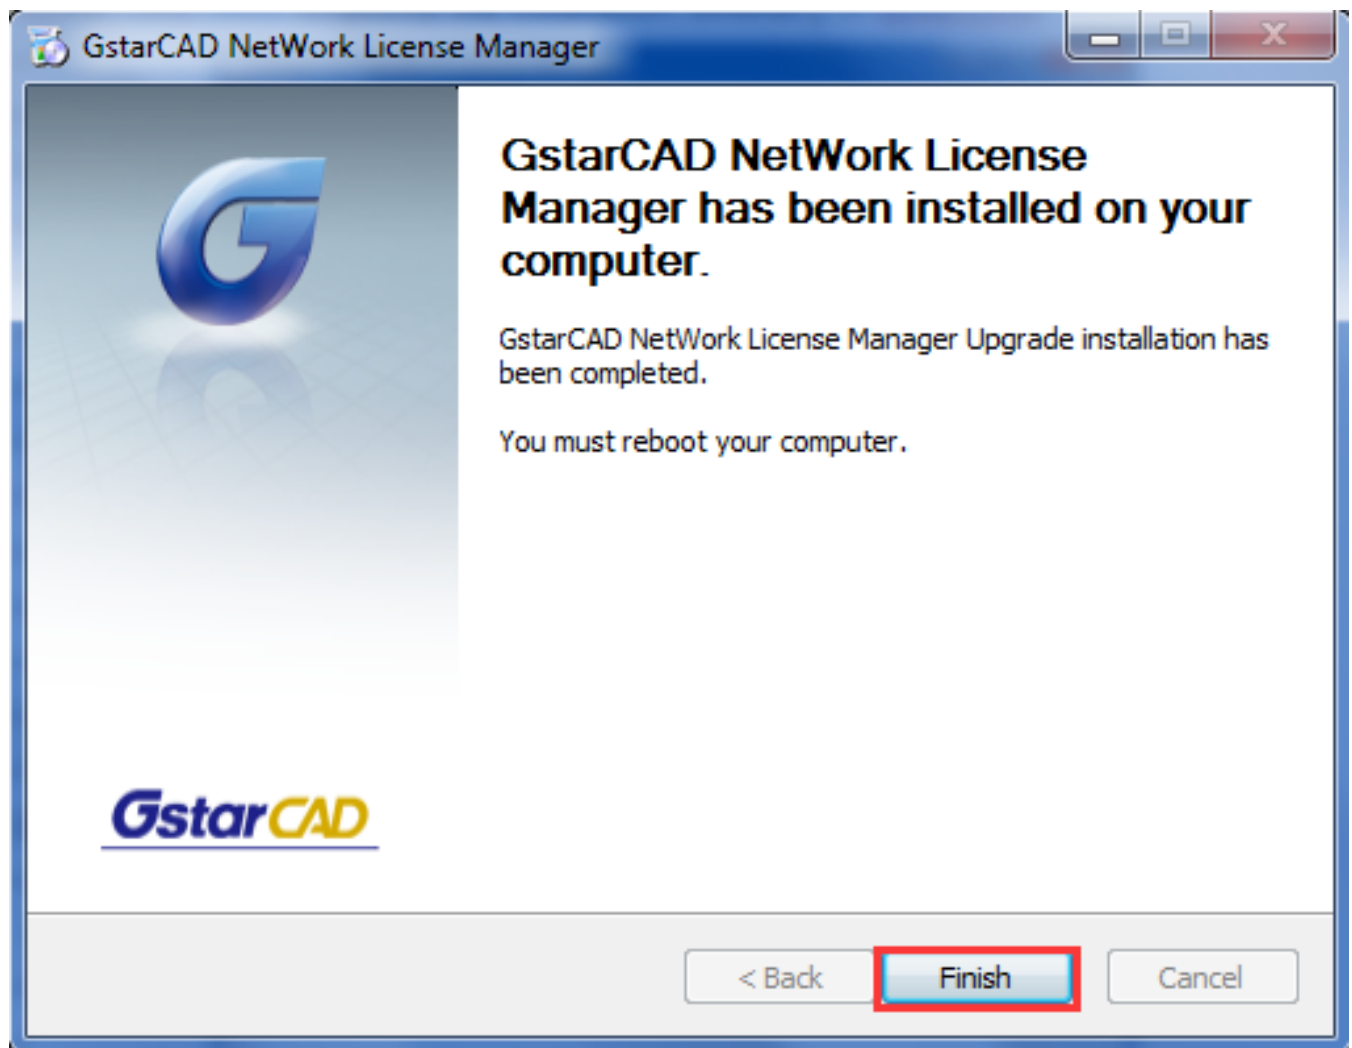 GstarCAD NetWork License Manager
GstarCAD NetWork License
Manager has been installed on your
computer.
GstarCAD NetWork License Manager Upgrade installation has
been completed.
You must reboot your computer.
GstarCAD
< Back
Finish
Cancel